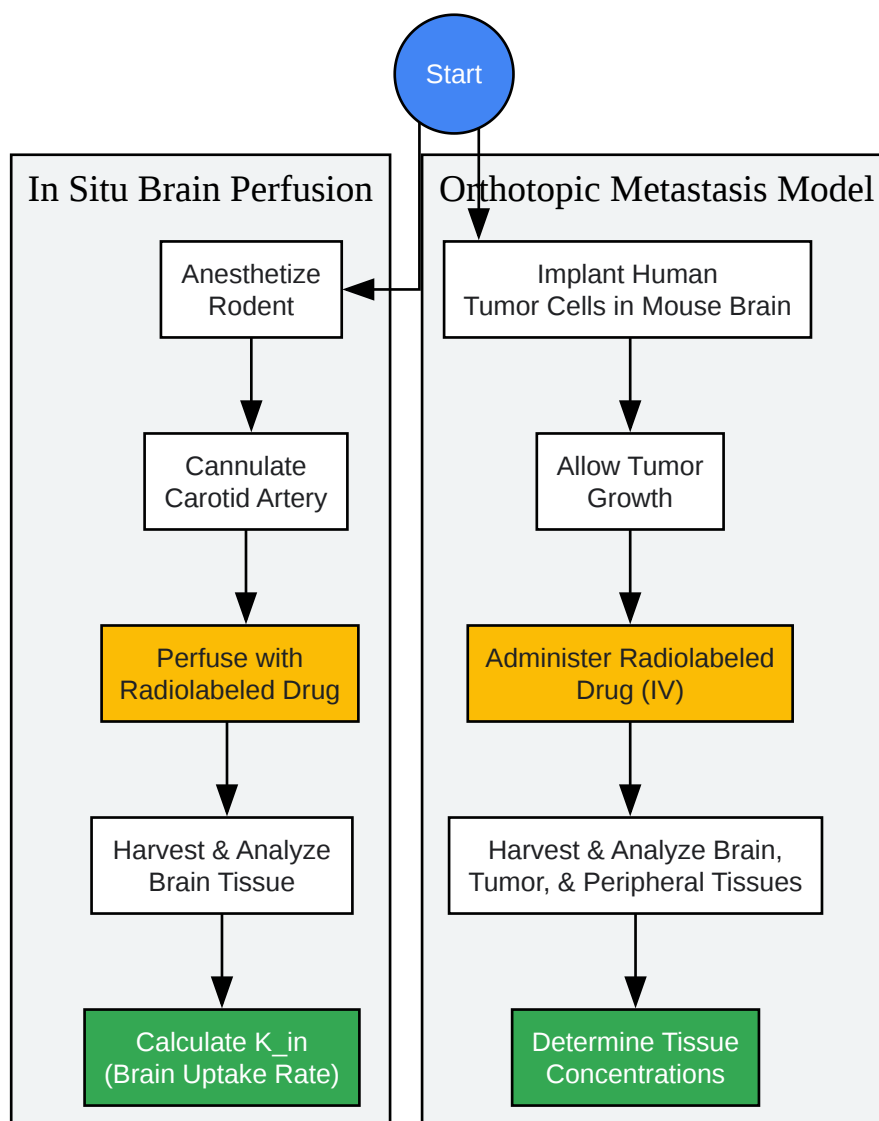 Start
In Situ Brain Perfusion
Anesthetize
Rodent
Cannulate
Carotid Artery
Perfuse with
Radiolabeled Drug
Harvest & Analyze
Brain Tissue
Calculate K_in
(Brain Uptake Rate)
Orthotopic Metastasis Model
Implant Human
Tumor Cells in Mouse Brain
Allow Tumor
Growth
Administer Radiolabeled
Drug (IV)
Harvest & Analyze Brain,
Tumor, & Peripheral Tissues
Determine Tissue
Concentrations